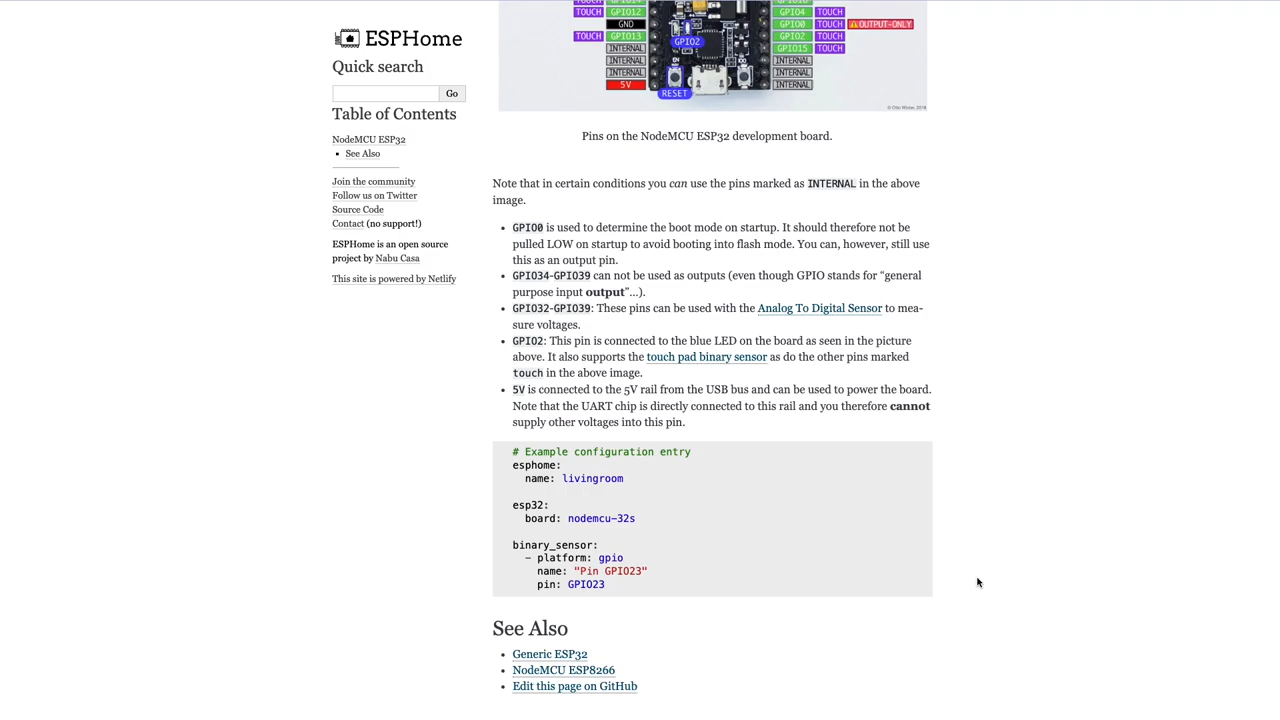 ESPHome
Quick search
Go
Table of Contents
NodeMCU ESP32
See Also
Join the community
Follow us on Twitter
Source Code
Contact (no support!)
ESPHome is an open source
project by Nabu Casa
This site is powered by Netlify
TOUCH GPIO12
GND
TOUCH GPIO13
INTERNAL
INTERNAL
INTERNAL
5V
GPIO2
RESET
GPIO4 TOUCH
GPIO0 TOUCH OUTPUT-ONLY
GPIO2 TOUCH
GPIO15 TOUCH
INTERNAL
INTERNAL
INTERNAL
Pins on the NodeMCU ESP32 development board.
Note that in certain conditions you can use the pins marked as INTERNAL in the above
image.
• GPIO0 is used to determine the boot mode on startup. It should therefore not be
pulled LOW on startup to avoid booting into flash mode. You can, however, still use
this as an output pin.
• GPIO34-GPIO39 can not be used as outputs (even though GPIO stands for “general
purpose input output”…).
• GPIO32-GPIO39: These pins can be used with the Analog To Digital Sensor to mea-
sure voltages.
• GPIO2: This pin is connected to the blue LED on the board as seen in the picture
above. It also supports the touch pad binary sensor as do the other pins marked
touch in the above image.
• 5V is connected to the 5V rail from the USB bus and can be used to power the board.
Note that the UART chip is directly connected to this rail and you therefore cannot
supply other voltages into this pin.
# Example configuration entry
esphome:
name: livingroom
esp32:
board: nodemcu-32s
binary_sensor:
- platform: gpio
name: "Pin GPIO23"
pin: GPIO23
See Also
• Generic ESP32
• NodeMCU ESP8266
• Edit this page on GitHub